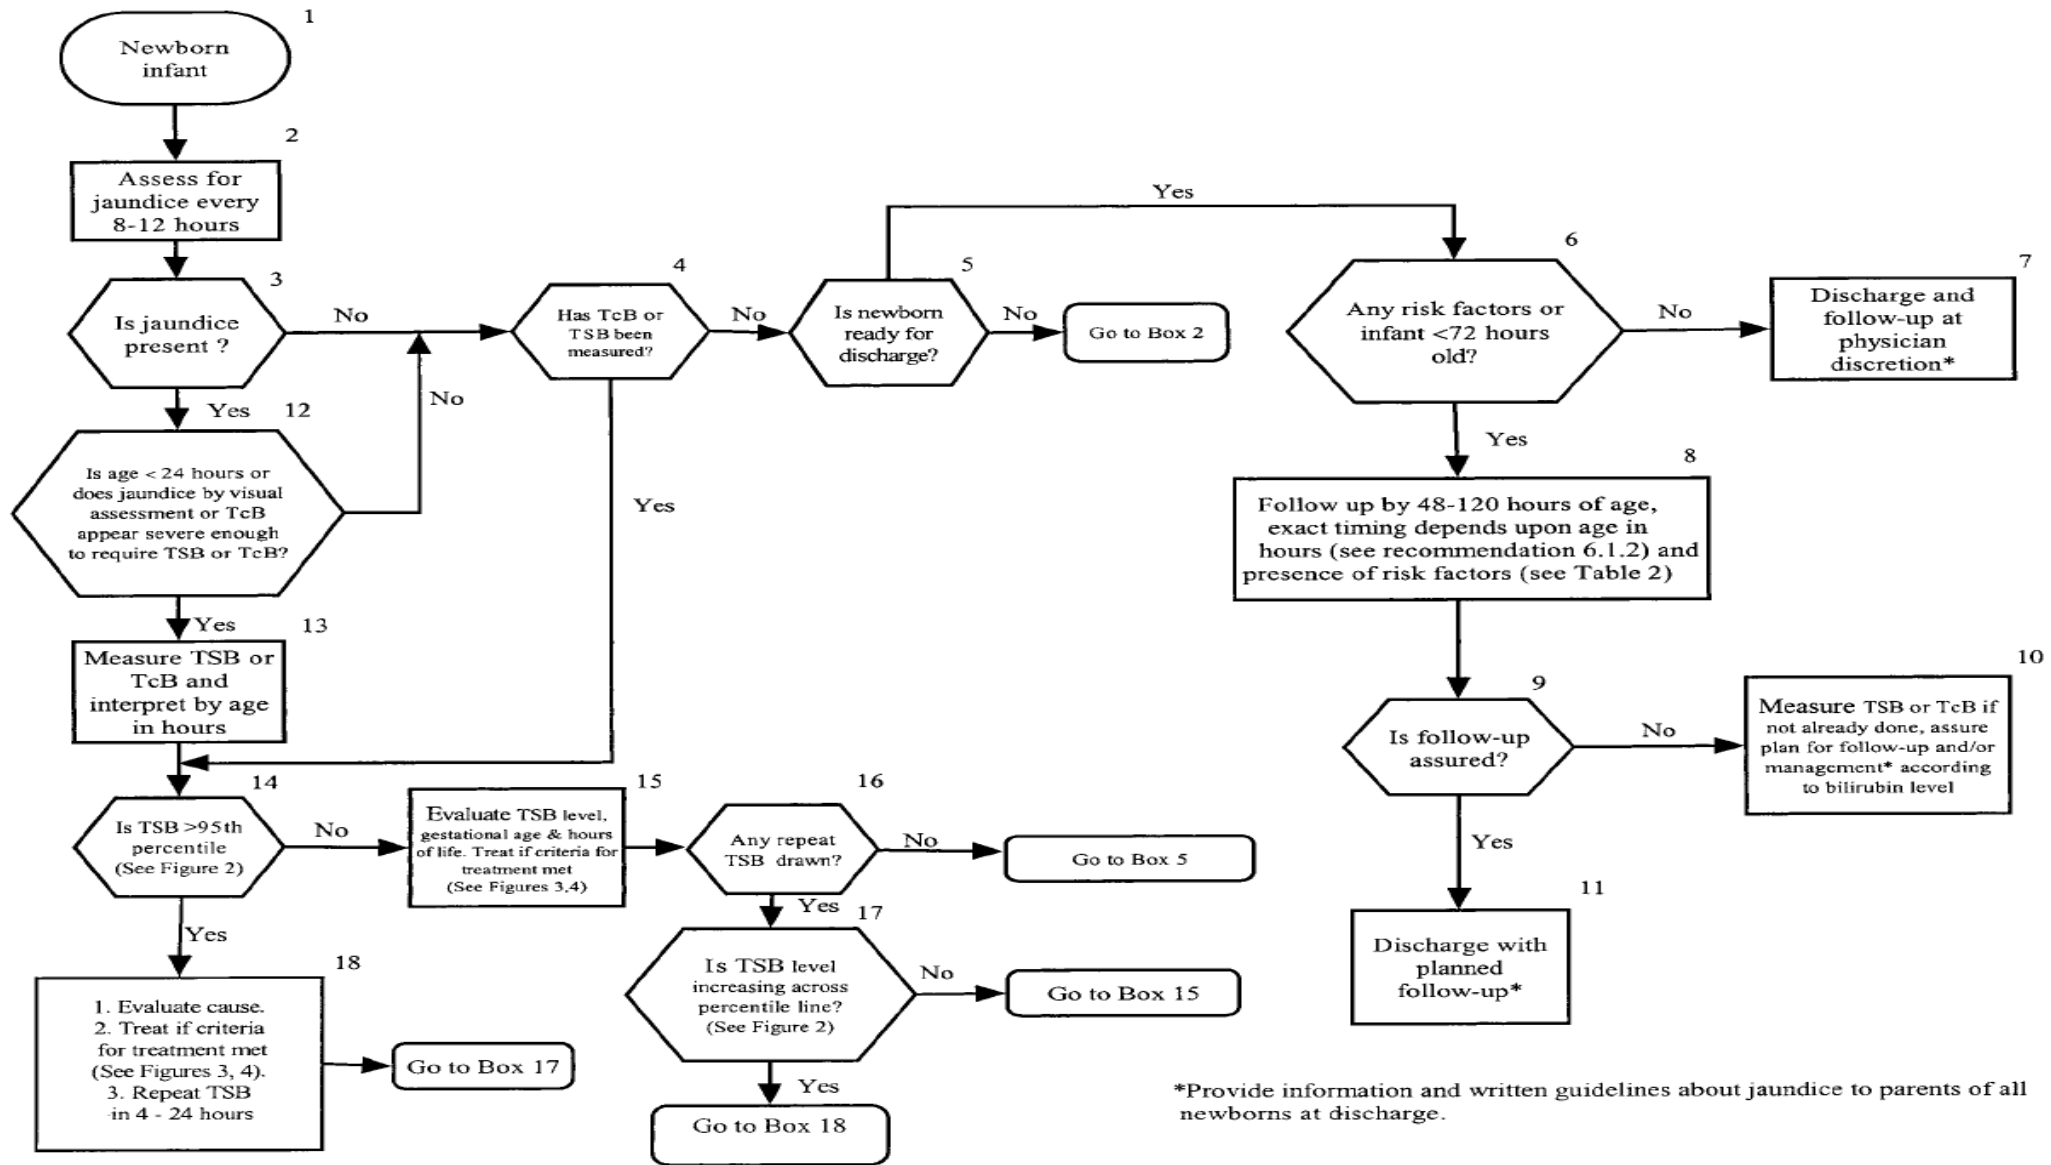 1
Newborn
infant
2
Assess for
jaundice every
8-12 hours
3
Is jaundice
present ?
No
Yes
12
Is age < 24 hours or
does jaundice by visual
assessment or TcB
appear severe enough
to require TSB or TcB?
No
Yes
13
Measure TSB or
TcB and
interpret by age
in hours
4
Has TcB or
TSB been
measured?
No
Yes
5
Is newborn
ready for
discharge?
No
Go to Box 2
Yes
6
Any risk factors or
infant <72 hours
old?
No
7
Discharge and
follow-up at
physician
discretion*
Yes
8
Follow up by 48-120 hours of age,
exact timing depends upon age in
hours (see recommendation 6.1.2) and
presence of risk factors (see Table 2)
9
Is follow-up
assured?
No
10
Measure TSB or TcB if
not already done, assure
plan for follow-up and/or
management* according
to bilirubin level
Yes
11
Discharge with
planned
follow-up*
14
Is TSB >95th
percentile
(See Figure 2)
No
15
Evaluate TSB level,
gestational age & hours
of life. Treat if criteria for
treatment met
(See Figures 3,4)
16
Any repeat
TSB drawn?
No
Go to Box 5
Yes
17
Is TSB level
increasing across
percentile line?
(See Figure 2)
No
Go to Box 15
Yes
Go to Box 18
Yes
18
1. Evaluate cause.
2. Treat if criteria
for treatment met
(See Figures 3, 4).
3. Repeat TSB
in 4 - 24 hours
Go to Box 17
*Provide information and written guidelines about jaundice to parents of all
newborns at discharge.